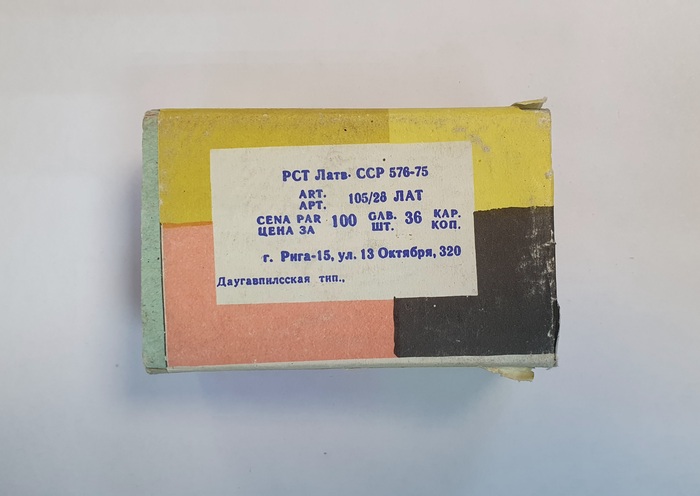 РСТ Латв. ССР 576-75
ART.
АРТ. 105/28 ЛАТ
CENA PAR 100 GAB. 36 KAP.
ЦЕНА ЗА ШТ. КОП.
г. Рига-15, ул. 13 Октября, 320
Даугавпилсская тип.,